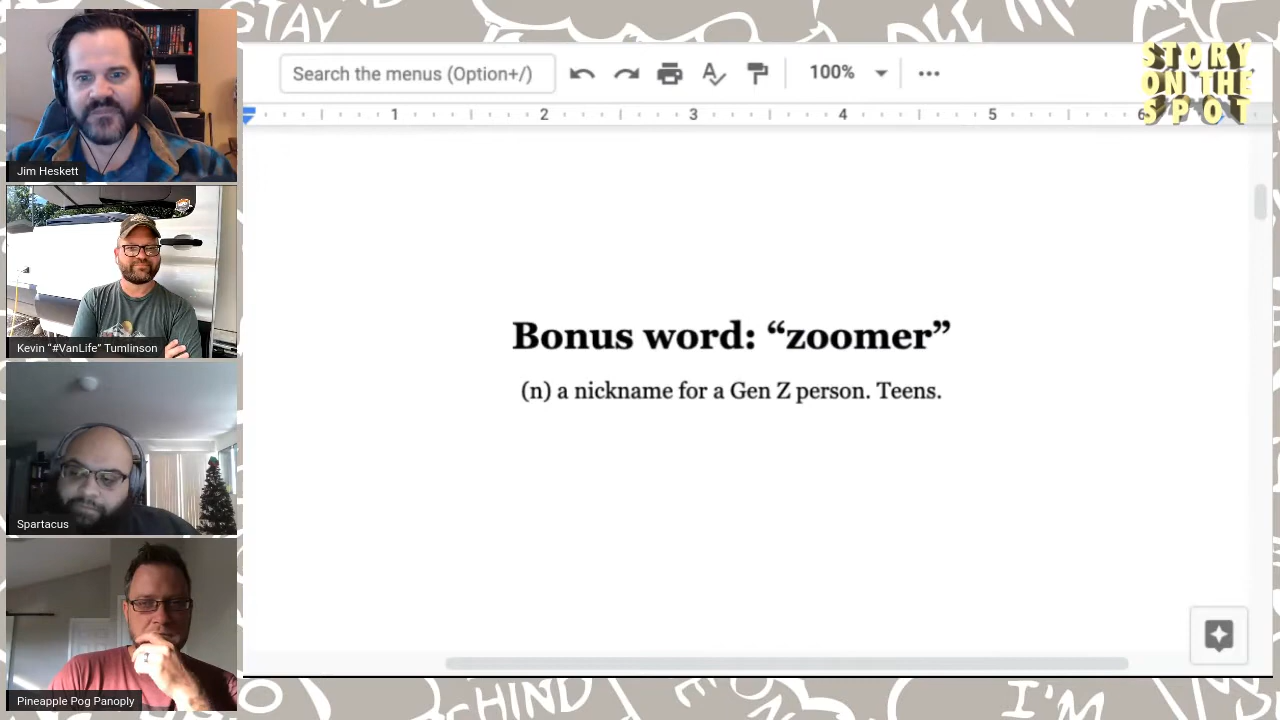 STAY
STORY
ON THE
SPOT
Jim Heskett
Kevin “#VanLife” Tumlinson
Spartacus
Pineapple Pog Panoply
Search the menus (Option+/)
100%
1 2 3 4 5 6
Bonus word: “zoomer”
(n) a nickname for a Gen Z person. Teens.
I'M